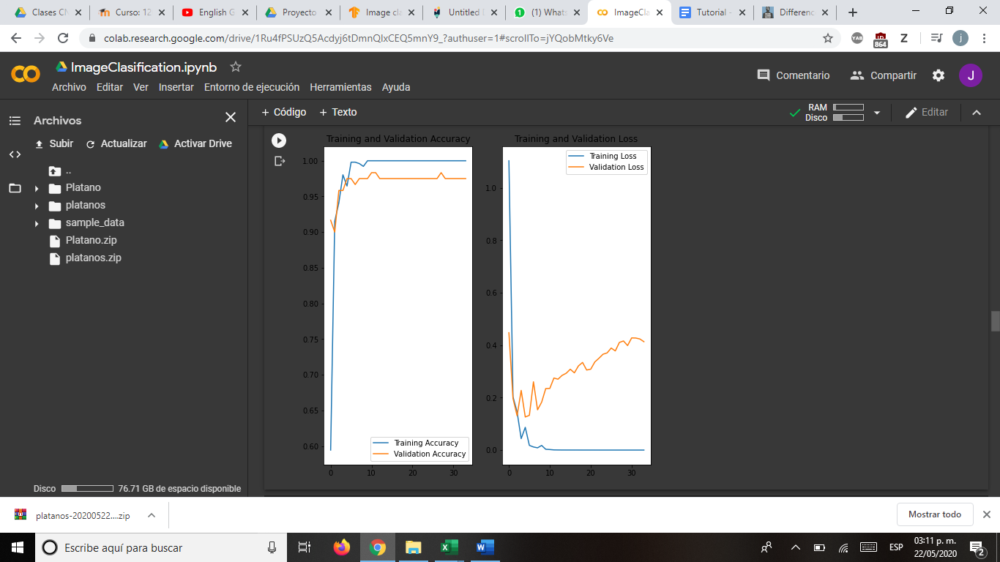 Clases CN
Curso: 12
English G
Proyecto
Image cla
Untitled D
(1) Whats
ImageCla
Tutorial -
Differenc
colab.research.google.com/drive/1Ru4fPSUzQ5Acdyj6tDmnQlxCEQ5mnY9_?authuser=1#scrollTo=jYQobMtky6Ve
YAB
864
Z
j
ImageClasification.ipynb
Comentario
Compartir
J
Archivo Editar Ver Insertar Entorno de ejecución Herramientas Ayuda
Archivos
+ Código + Texto
RAM
Disco
Editar
Subir Actualizar Activar Drive
..
Platano
platanos
sample_data
Platano.zip
platanos.zip
Training and Validation Accuracy
1.00
0.95
0.90
0.85
0.80
0.75
0.70
0.65
0.60
Training Accuracy
Validation Accuracy
0 10 20 30
Training and Validation Loss
Training Loss
Validation Loss
1.0
0.8
0.6
0.4
0.2
0.0
0 10 20 30
Disco 76.71 GB de espacio disponible
platanos-20200522....zip
Mostrar todo
Escribe aquí para buscar
ESP
03:11 p. m.
22/05/2020
2